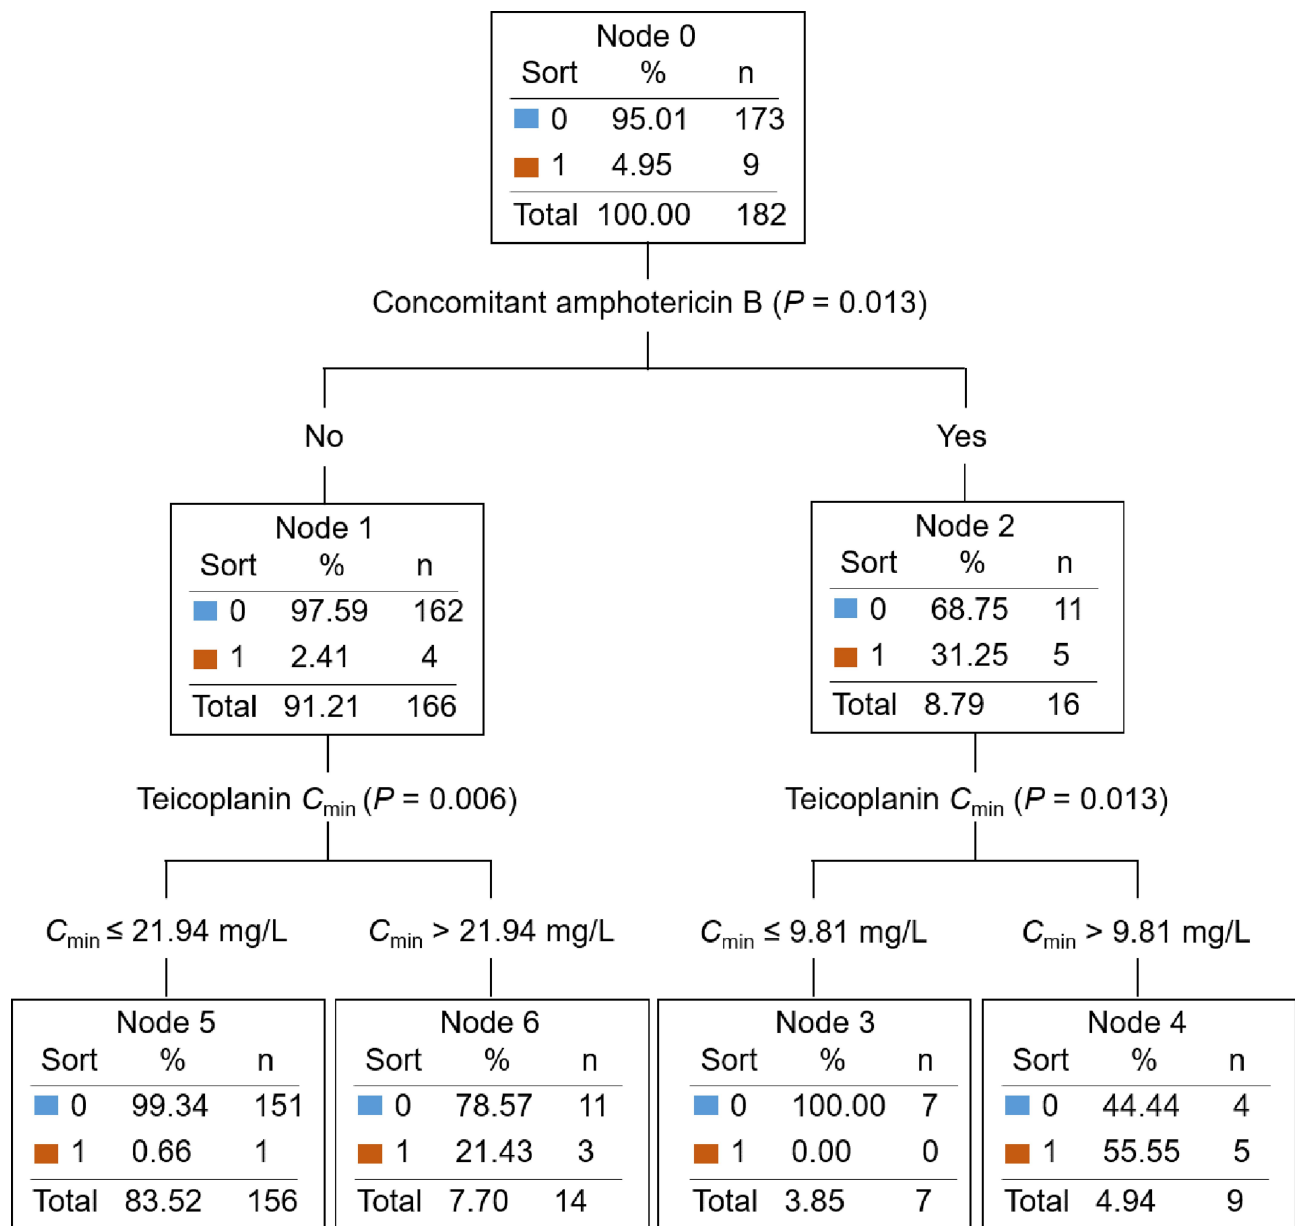 Node 0
Sort % n
0 95.01 173
1 4.95 9
Total 100.00 182
Concomitant amphotericin B (P = 0.013)
No
Yes
Node 1
Sort % n
0 97.59 162
1 2.41 4
Total 91.21 166
Node 2
Sort % n
0 68.75 11
1 31.25 5
Total 8.79 16
Teicoplanin Cmin (P = 0.006)
Teicoplanin Cmin (P = 0.013)
Cmin ≤ 21.94 mg/L
Cmin > 21.94 mg/L
Cmin ≤ 9.81 mg/L
Cmin > 9.81 mg/L
Node 5
Sort % n
0 99.34 151
1 0.66 1
Total 83.52 156
Node 6
Sort % n
0 78.57 11
1 21.43 3
Total 7.70 14
Node 3
Sort % n
0 100.00 7
1 0.00 0
Total 3.85 7
Node 4
Sort % n
0 44.44 4
1 55.55 5
Total 4.94 9